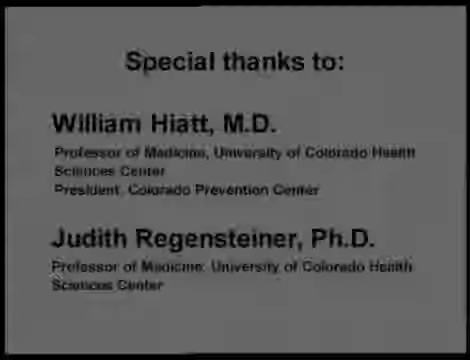 Special thanks to:
William Hiatt, M.D.
Professor of Medicine, University of Colorado Health
Sciences Center
President, Colorado Prevention Center
Judith Regensteiner, Ph.D.
Professor of Medicine, University of Colorado Health
Sciences Center